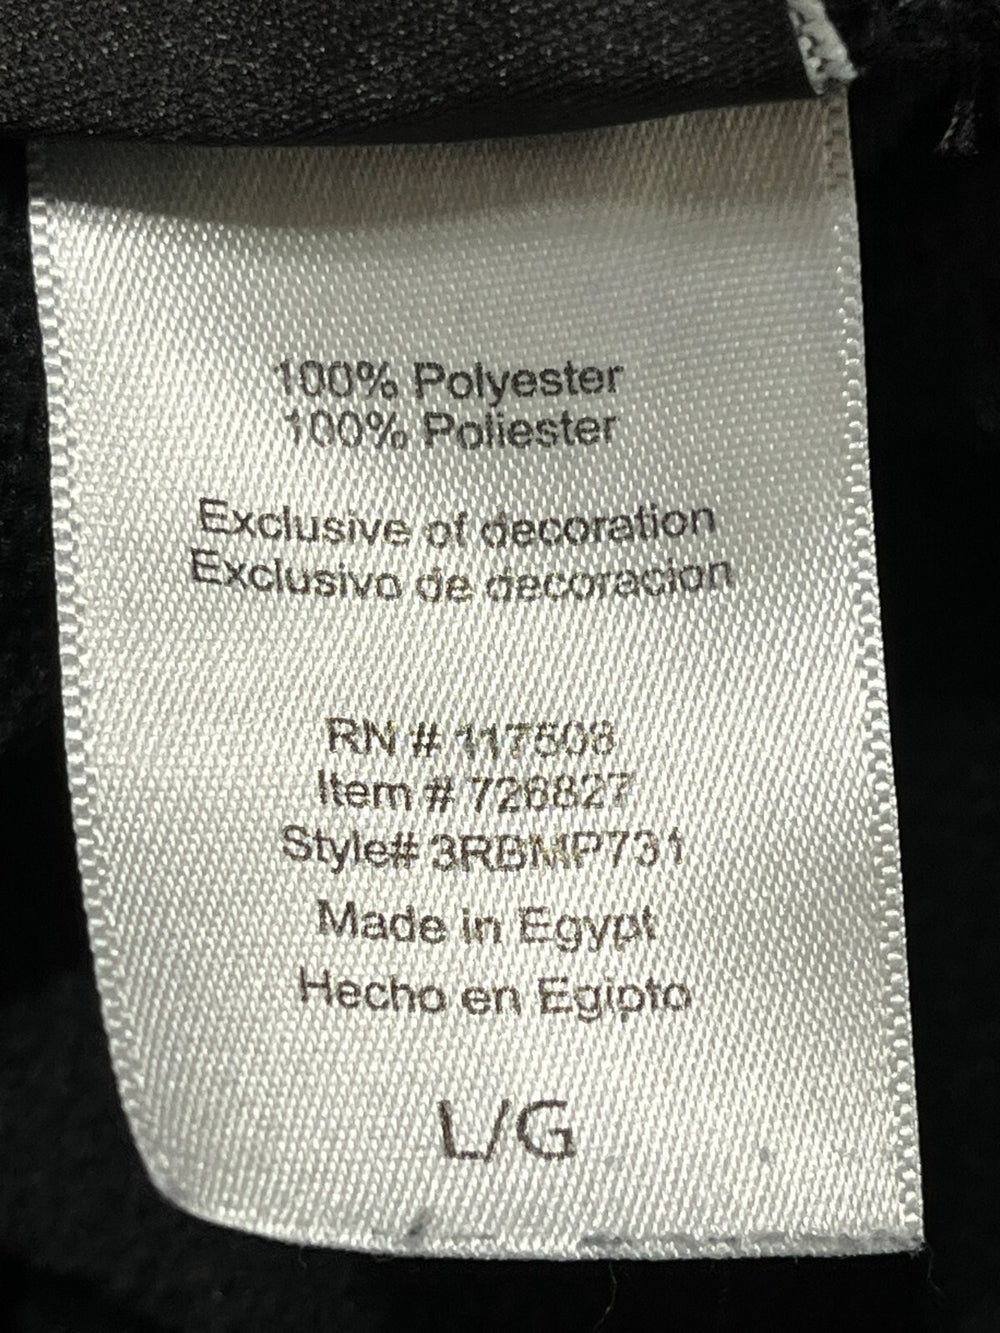 100% Polyester
100% Poliester
Exclusive of decoration
Exclusivo de decoracion
RN # 117508
Item # 726827
Style# 3RBMP731
Made in Egypt
Hecho en Egipto
L/G